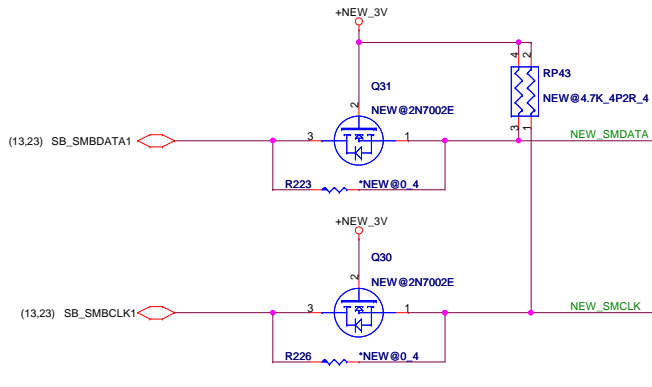 +NEW_3V
4
2
RP43
NEW@4.7K_4P2R_4
Q31
NEW@2N7002E
2
3
1
3
1
(13,23) SB_SMBDATA1
NEW_SMDATA
R223
*NEW@0_4
+NEW_3V
Q30
NEW@2N7002E
2
3
1
(13,23) SB_SMBCLK1
NEW_SMCLK
R226
*NEW@0_4